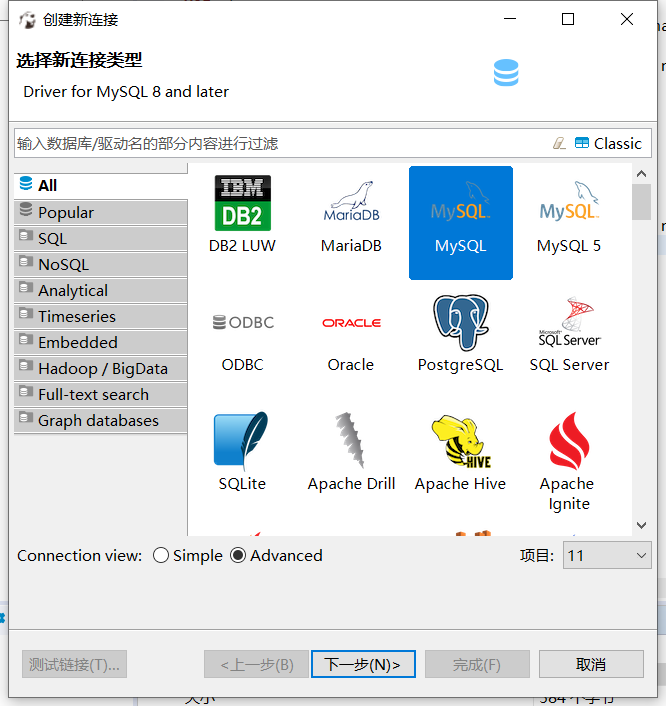 创建新连接
选择新连接类型
Driver for MySQL 8 and later
输入数据库/驱动名的部分内容进行过滤
Classic
All
Popular
SQL
NoSQL
Analytical
Timeseries
Embedded
Hadoop / BigData
Full-text search
Graph databases
IBM
DB2
MariaDB
MySQL
MySQL
DB2 LUW
MariaDB
MySQL
MySQL 5
ODBC
ORACLE
Microsoft
SQL Server
ODBC
Oracle
PostgreSQL
SQL Server
HIVE
SQLite
Apache Drill
Apache Hive
Apache
Ignite
Connection view:
Simple
Advanced
项目:
11
测试链接(T)...
<上一步(B)
下一步(N)>
完成(F)
取消